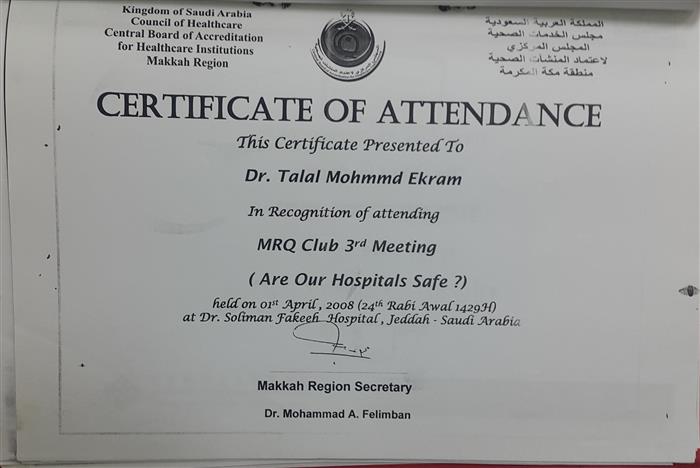 Kingdom of Saudi Arabia
Council of Healthcare
Central Board of Accreditation
for Healthcare Institutions
Makkah Region
المملكة العربية السعودية
مجلس الخدمات الصحية
المجلس المركزي
لاعتماد المنشآت الصحية
منطقة مكة المكرمة
CERTIFICATE OF ATTENDANCE
This Certificate Presented To
Dr. Talal Mohmmd Ekram
In Recognition of attending
MRQ Club 3rd Meeting
( Are Our Hospitals Safe ?)
held on 01st April, 2008 (24th Rabi Awal 1429H)
at Dr. Soliman Fakeeh Hospital, Jeddah - Saudi Arabia
Makkah Region Secretary
Dr. Mohammad A. Felimban